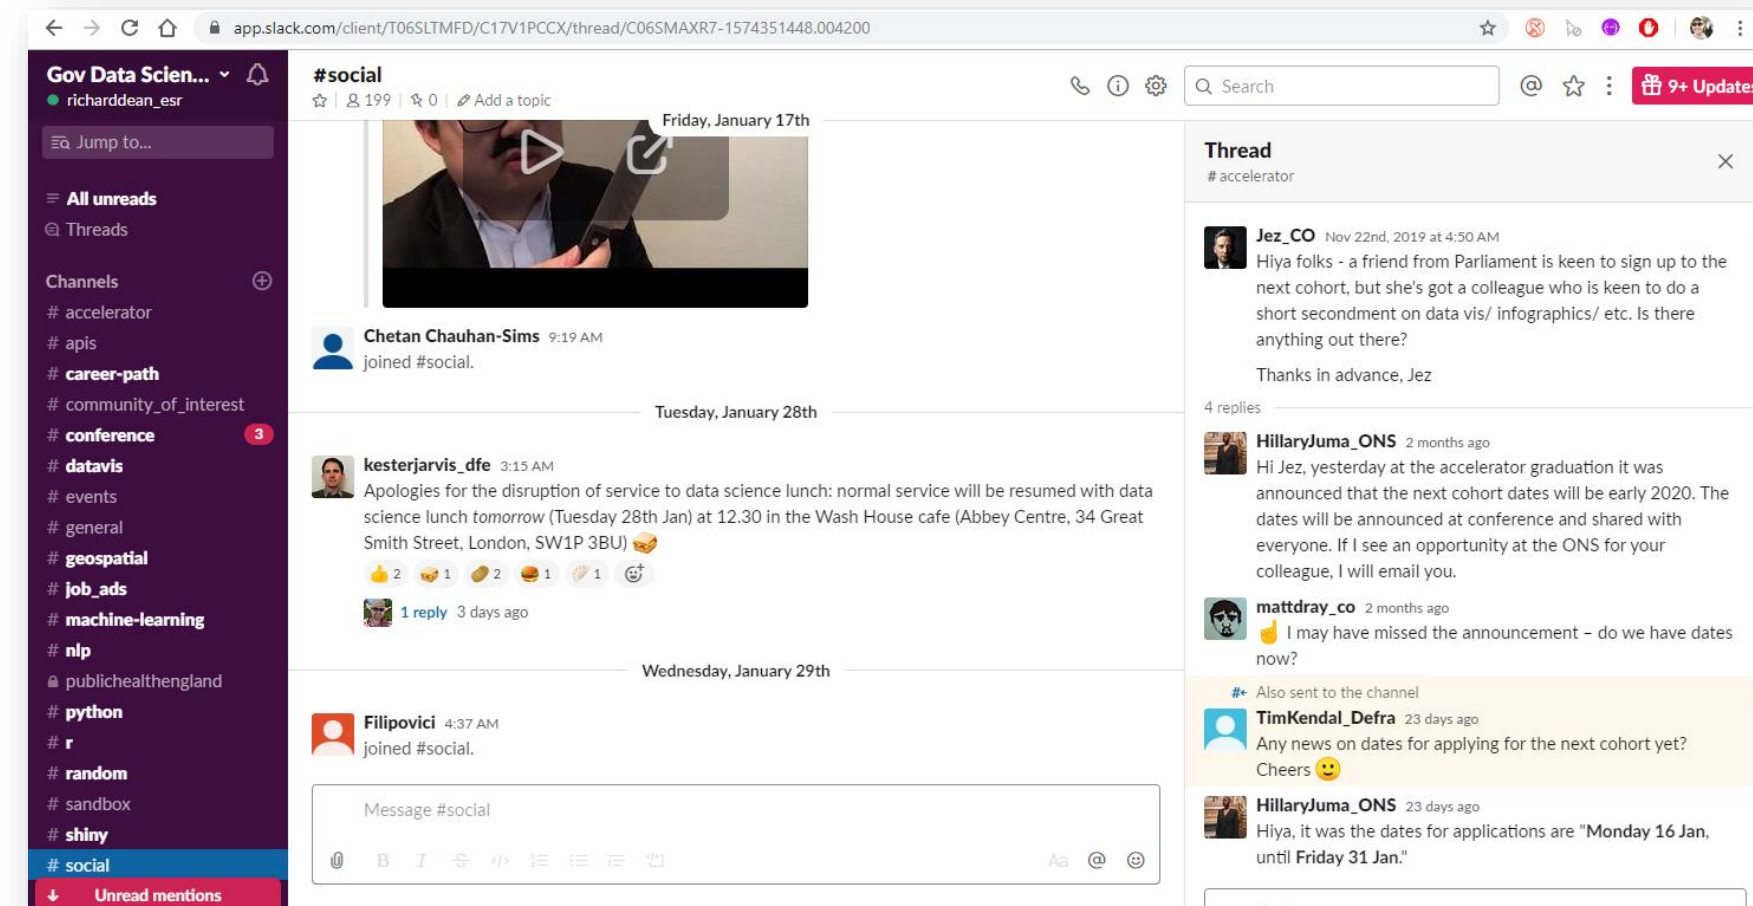 app.slack.com/client/T06SLTMFD/C17V1PCCX/thread/C06SMAXR7-1574351448.004200
Gov Data Scien...
richarddean_esr
Jump to...
All unreads
Threads
Channels
# accelerator
# apis
# career-path
# community_of_interest
# conference 3
# datavis
# events
# general
# geospatial
# job_ads
# machine-learning
# nlp
publichealthengland
# python
# r
# random
# sandbox
# shiny
# social
Unread mentions
#social
199 | 0 | Add a topic
Search
9+ Updates
Friday, January 17th
Chetan Chauhan-Sims 9:19 AM
joined #social.
Tuesday, January 28th
kesterjarvis_dfe 3:15 AM
Apologies for the disruption of service to data science lunch: normal service will be resumed with data
science lunch tomorrow (Tuesday 28th Jan) at 12.30 in the Wash House cafe (Abbey Centre, 34 Great
Smith Street, London, SW1P 3BU)
2 1 2 1 1
1 reply 3 days ago
Wednesday, January 29th
Filipovici 4:37 AM
joined #social.
Message #social
B I S </> Aa @
Thread
# accelerator
Jez_CO Nov 22nd, 2019 at 4:50 AM
Hiya folks - a friend from Parliament is keen to sign up to the
next cohort, but she's got a colleague who is keen to do a
short secondment on data vis/ infographics/ etc. Is there
anything out there?
Thanks in advance, Jez
4 replies
HillaryJuma_ONS 2 months ago
Hi Jez, yesterday at the accelerator graduation it was
announced that the next cohort dates will be early 2020. The
dates will be announced at conference and shared with
everyone. If I see an opportunity at the ONS for your
colleague, I will email you.
mattdray_co 2 months ago
I may have missed the announcement – do we have dates
now?
Also sent to the channel
TimKendal_Defra 23 days ago
Any news on dates for applying for the next cohort yet?
Cheers
HillaryJuma_ONS 23 days ago
Hiya, it was the dates for applications are "Monday 16 Jan,
until Friday 31 Jan."